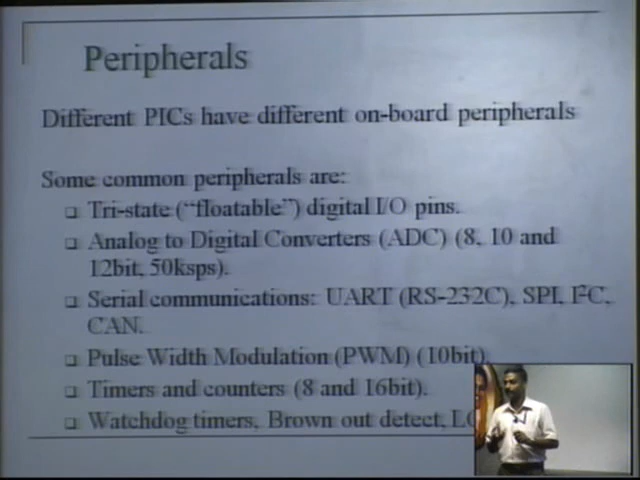 Peripherals
Different PICs have different on-board peripherals
Some common peripherals are:
❑ Tri-state ("floatable") digital I/O pins.
❑ Analog to Digital Converters (ADC) (8, 10 and
12bit, 50ksps).
❑ Serial communications: UART (RS-232C), SPI, I²C,
CAN.
❑ Pulse Width Modulation (PWM) (10bit).
❑ Timers and counters (8 and 16bit).
❑ Watchdog timers, Brown out detect,